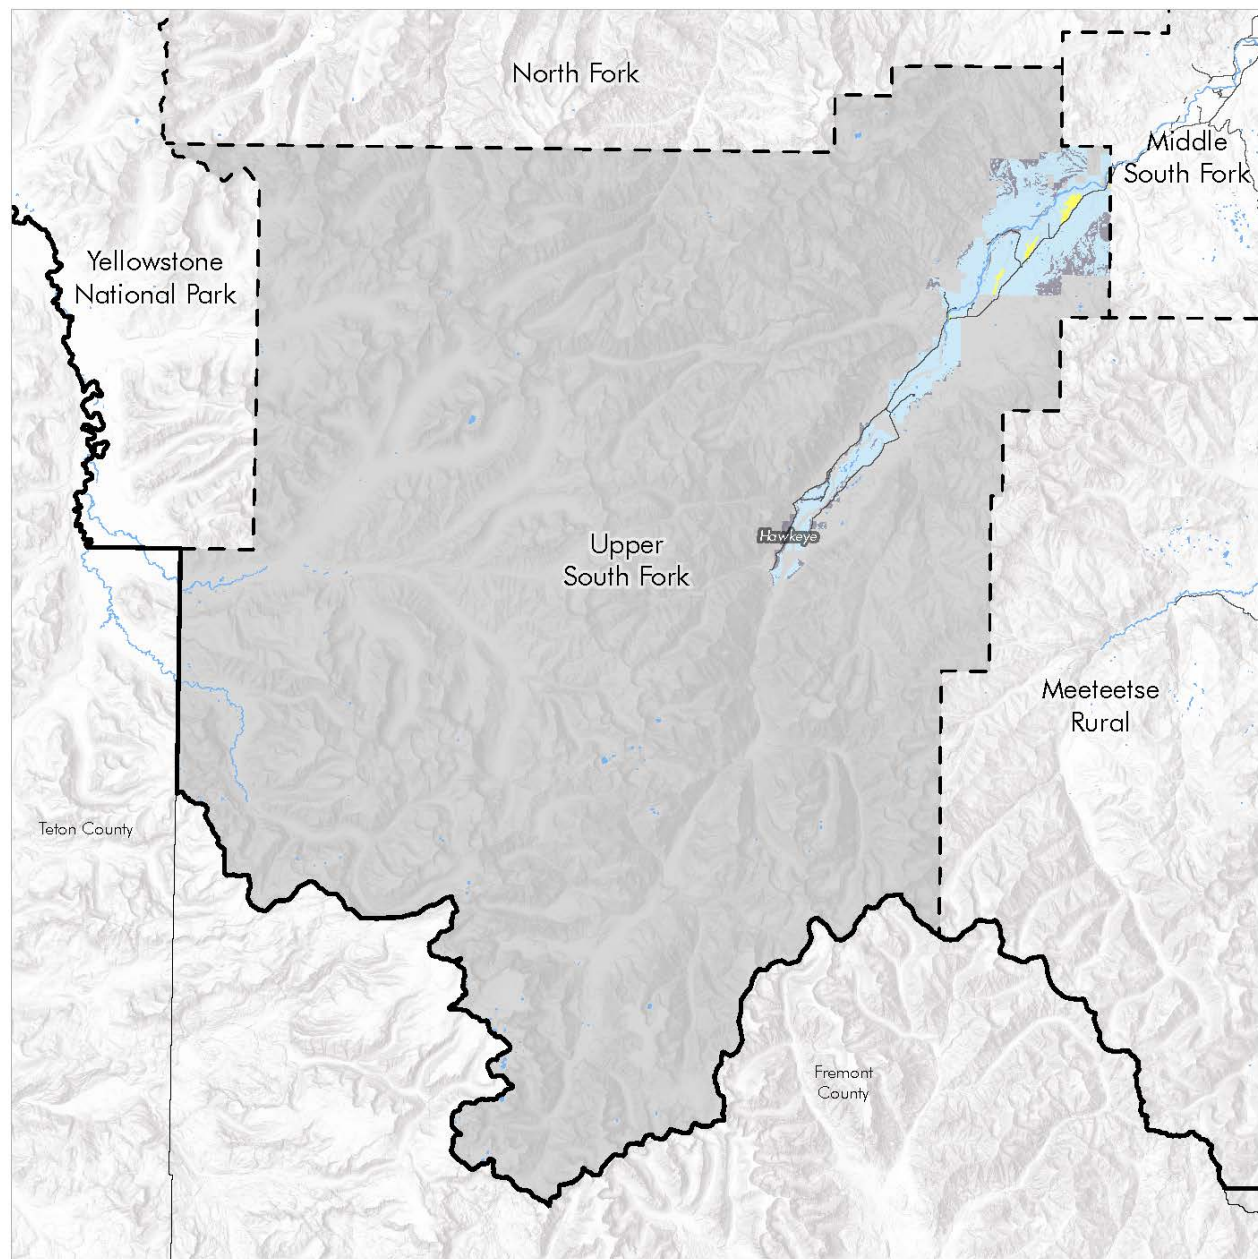 North Fork
Middle
South Fork
Yellowstone
National Park
Hawkeye
Upper
South Fork
Meeteetse
Rural
Teton County
Fremont
County